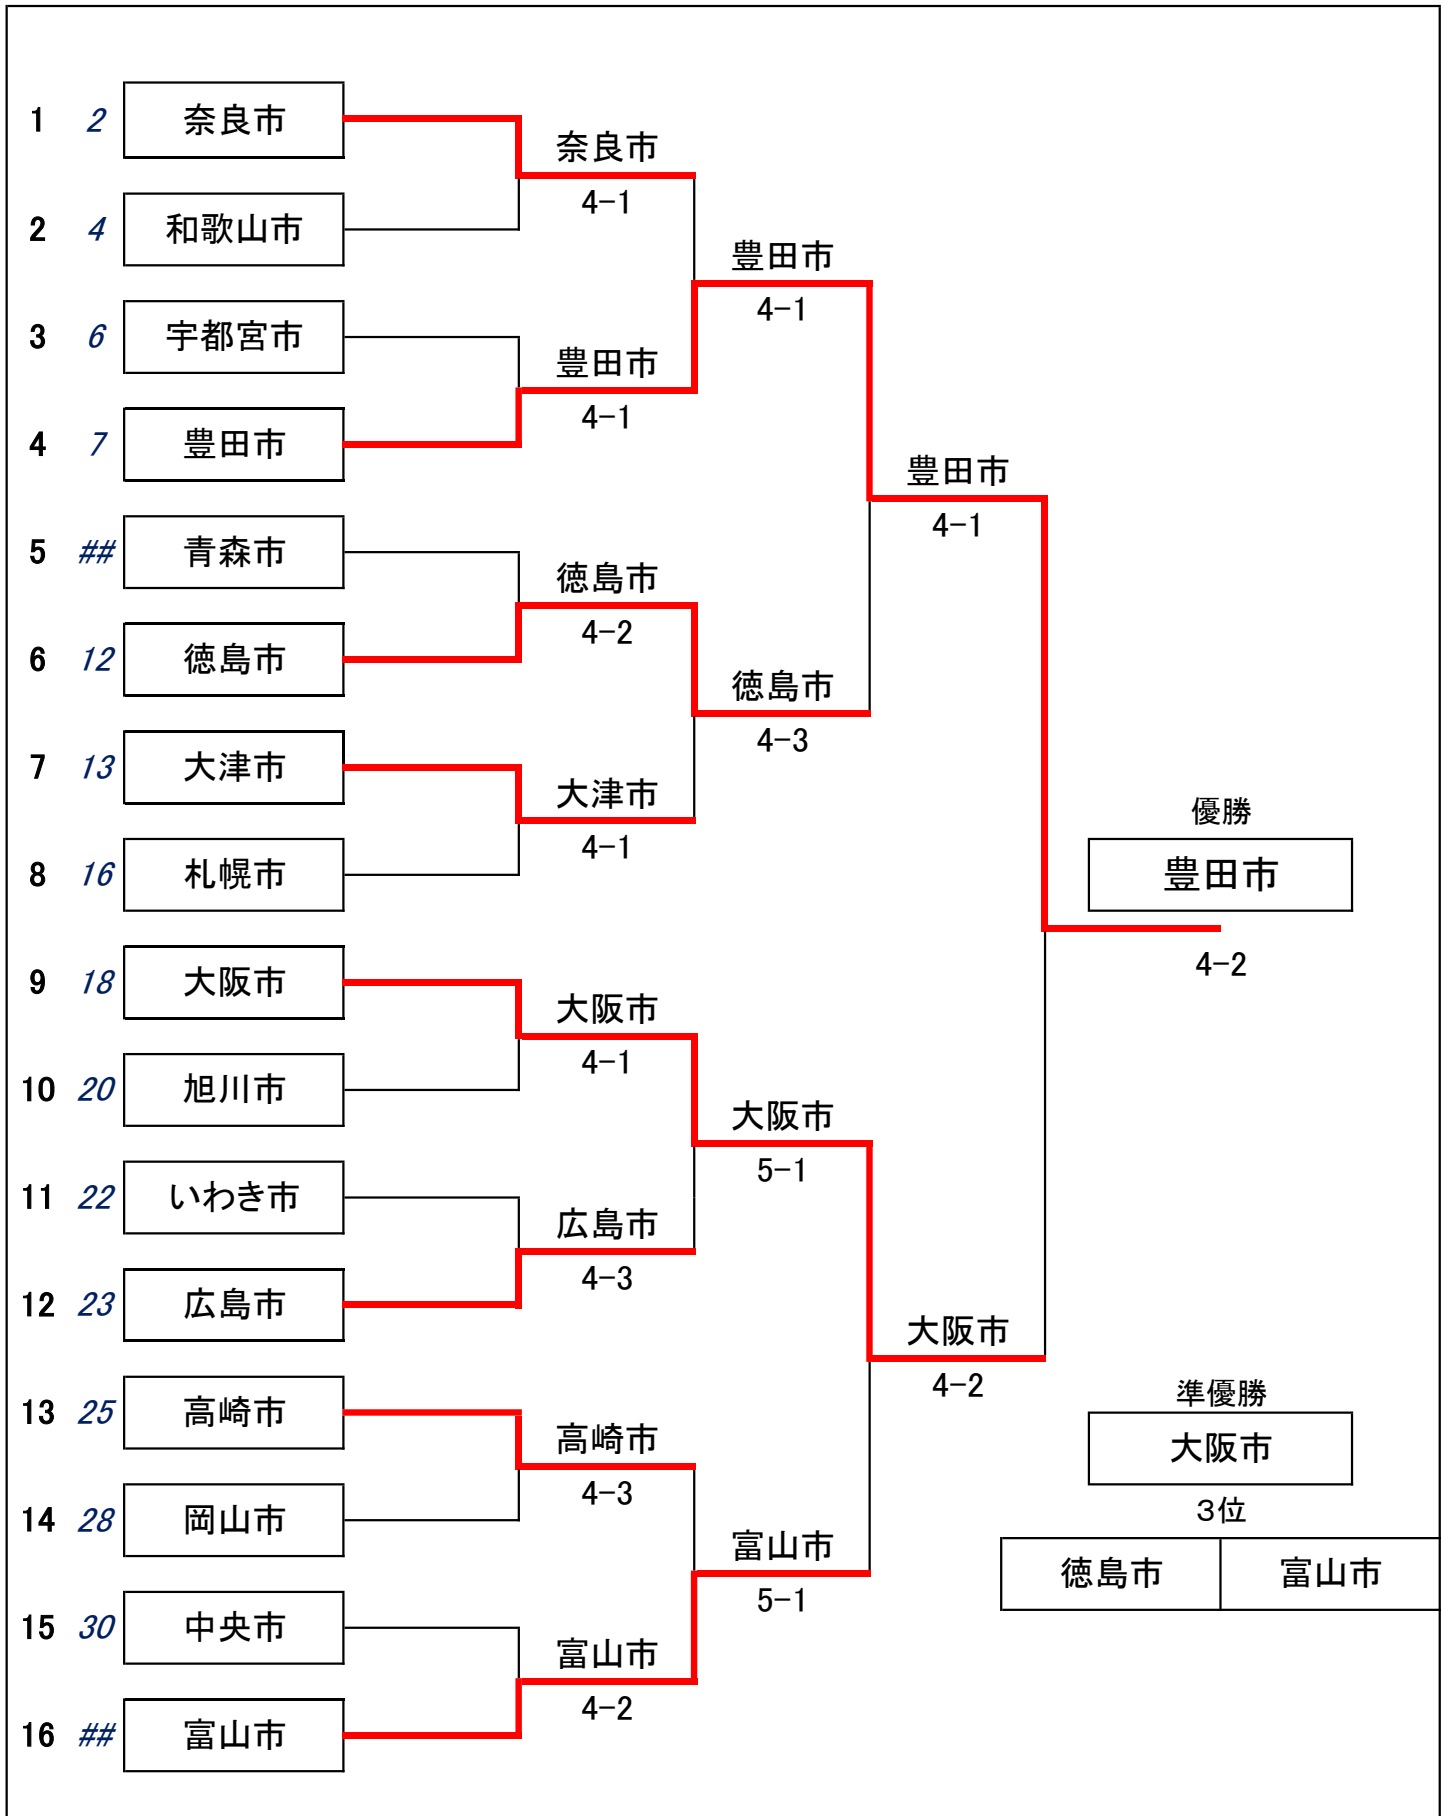 1 2 奈良市
奈良市
4-1
2 4 和歌山市
豊田市
4-1
3 6 宇都宮市
豊田市
4-1
4 7 豊田市
豊田市
4-1
5 ## 青森市
徳島市
4-2
6 12 徳島市
徳島市
4-3
7 13 大津市
大津市
4-1
8 16 札幌市
優勝
豊田市
4-2
9 18 大阪市
大阪市
4-1
10 20 旭川市
大阪市
5-1
11 22 いわき市
広島市
4-3
12 23 広島市
大阪市
4-2
13 25 高崎市
高崎市
4-3
準優勝
大阪市
14 28 岡山市
3位
富山市
5-1
徳島市 富山市
15 30 中央市
富山市
4-2
16 ## 富山市